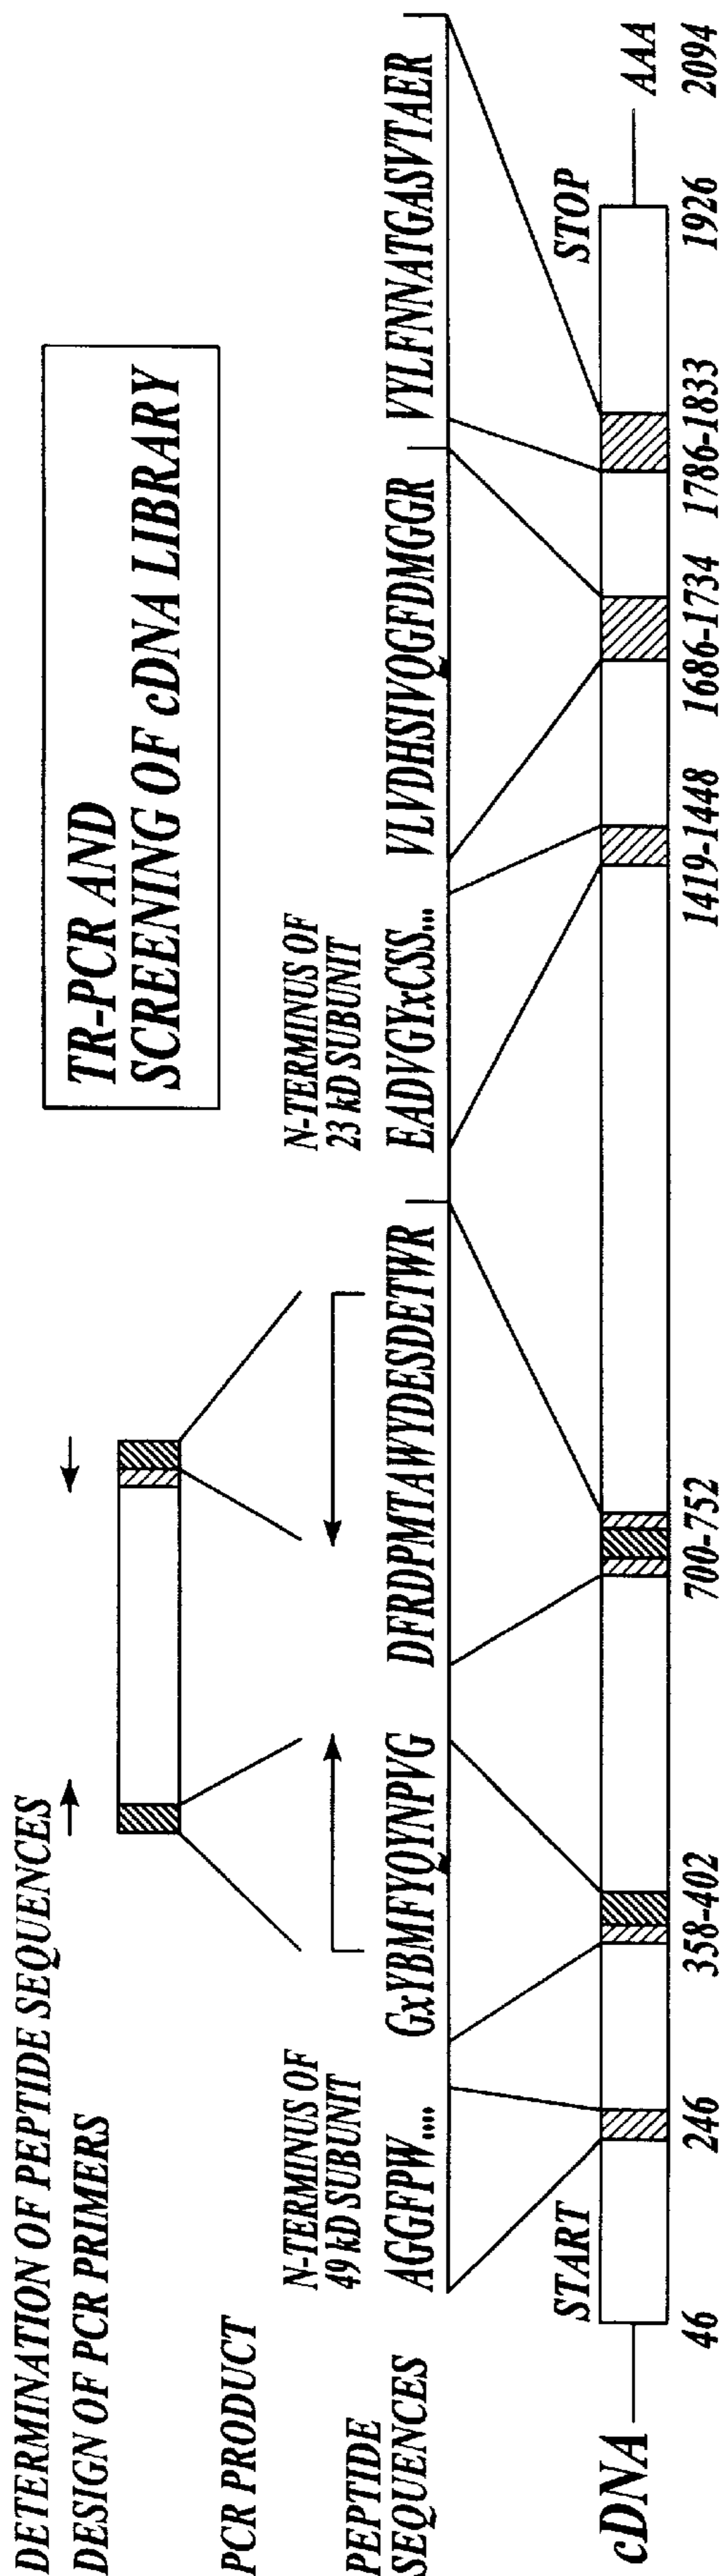 DETERMINATION OF PEPTIDE SEQUENCES
DESIGN OF PCR PRIMERS
TR-PCR AND
SCREENING OF cDNA LIBRARY
PCR PRODUCT
N-TERMINUS OF
49 kD SUBUNIT
N-TERMINUS OF
23 kD SUBUNIT
PEPTIDE
SEQUENCES
AGGFPW.... GxYBMFYQYNPVG DFRDPMTAWYDESDETWR EADVGYxCSS... VLVDHSIVQGFDMGGR VYLFNNATGASVTAER
START STOP
cDNA AAA
46 246 358-402 700-752 1419-1448 1686-1734 1786-1833 1926 2094